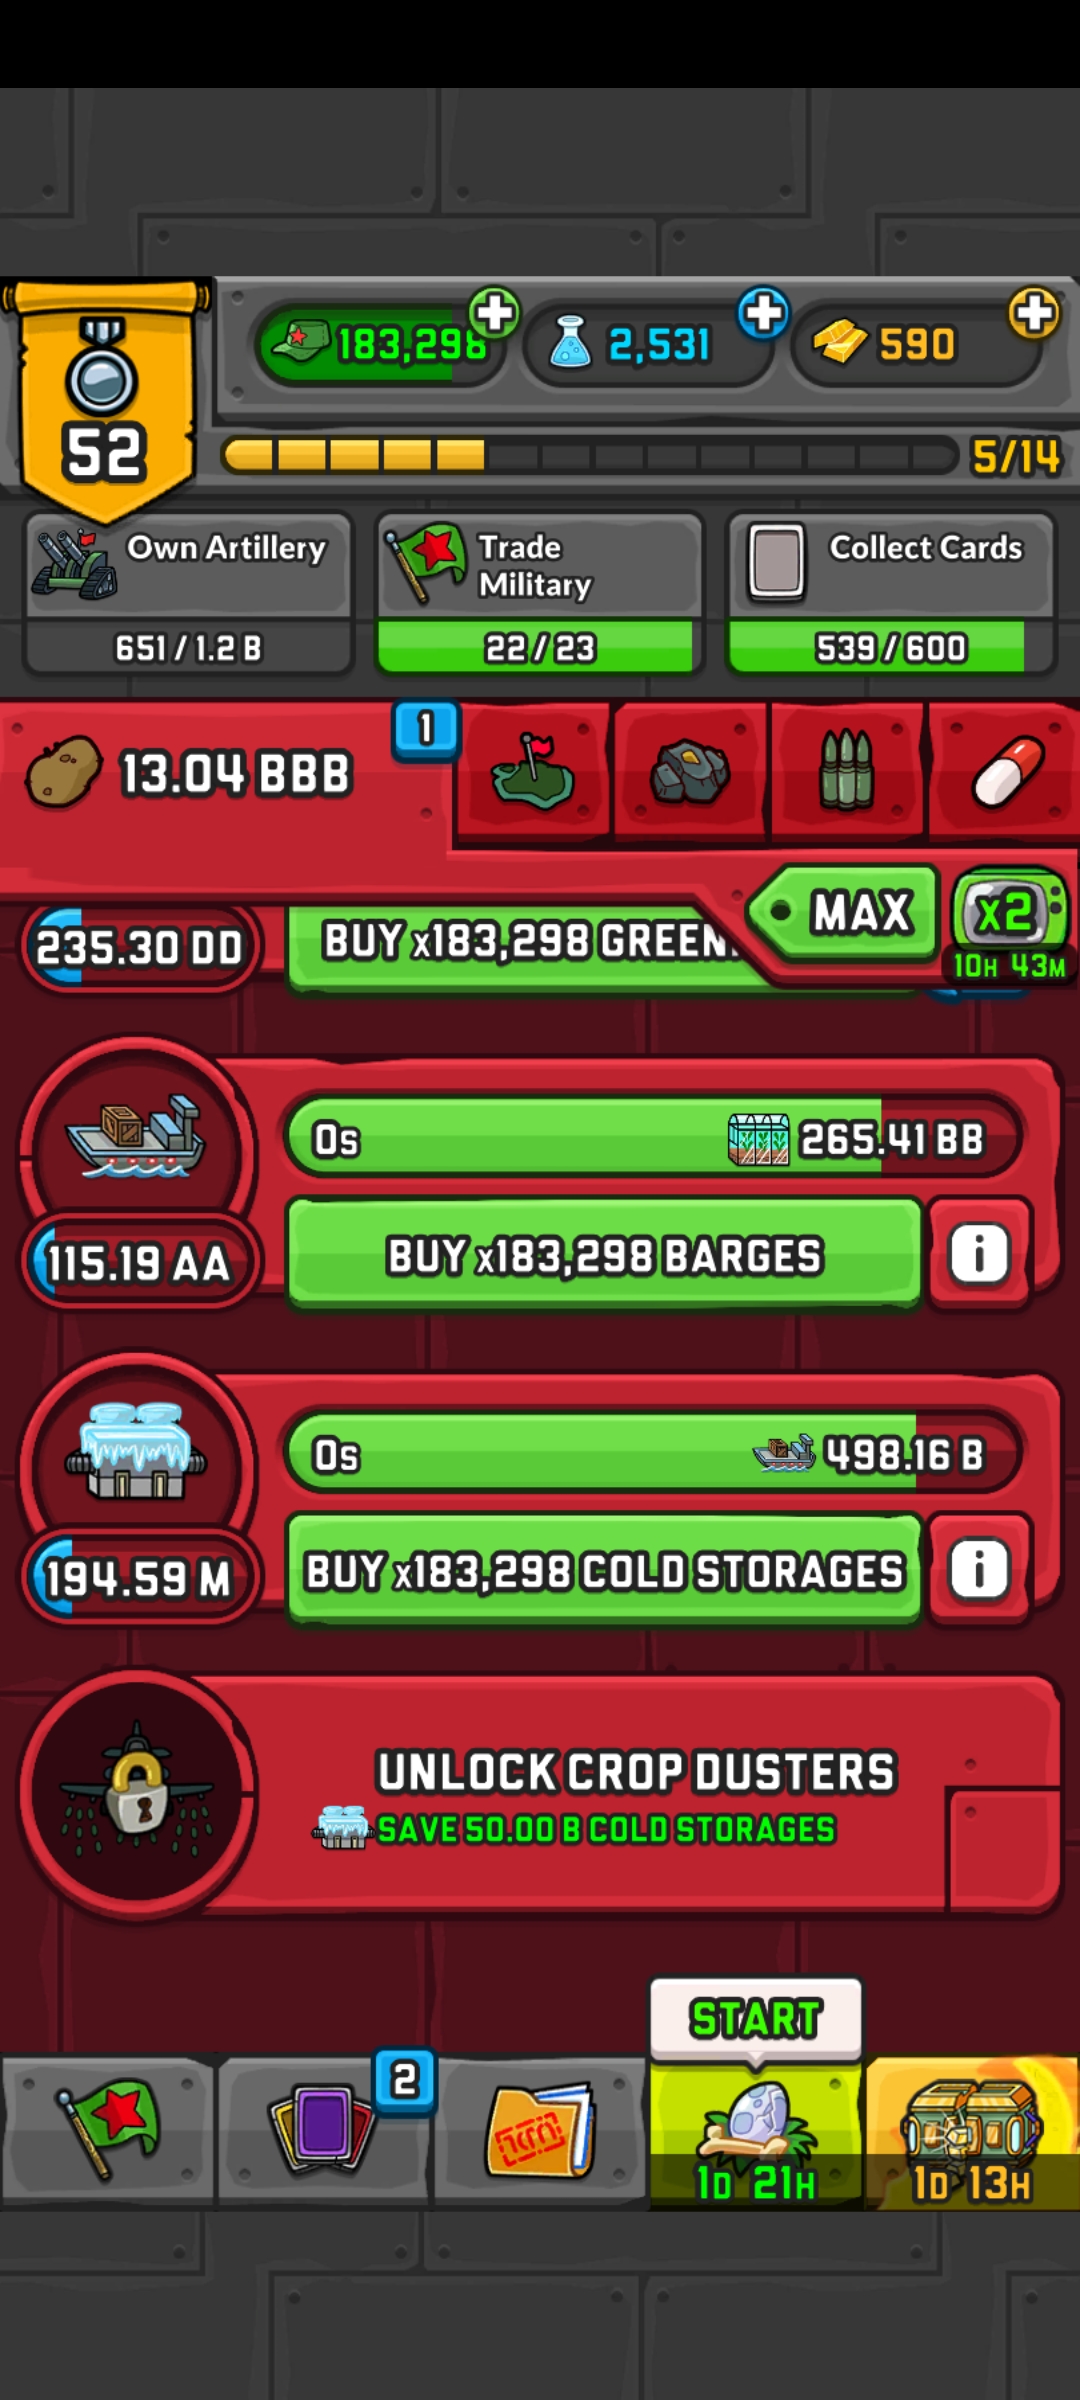 183,298
2,531
590
52
5/14
Own Artillery
651 / 1.2 B
Trade
Military
22 / 23
Collect Cards
539 / 600
13.04 BBB
1
MAX
x2
10H 43M
235.30 DD
BUY x183,298 GREEN
0s
265.41 BB
115.19 AA
BUY x183,298 BARGES
i
0s
498.16 B
194.59 M
BUY x183,298 COLD STORAGES
i
UNLOCK CROP DUSTERS
SAVE 50.00 B COLD STORAGES
START
2
1D 21H
1D 13H